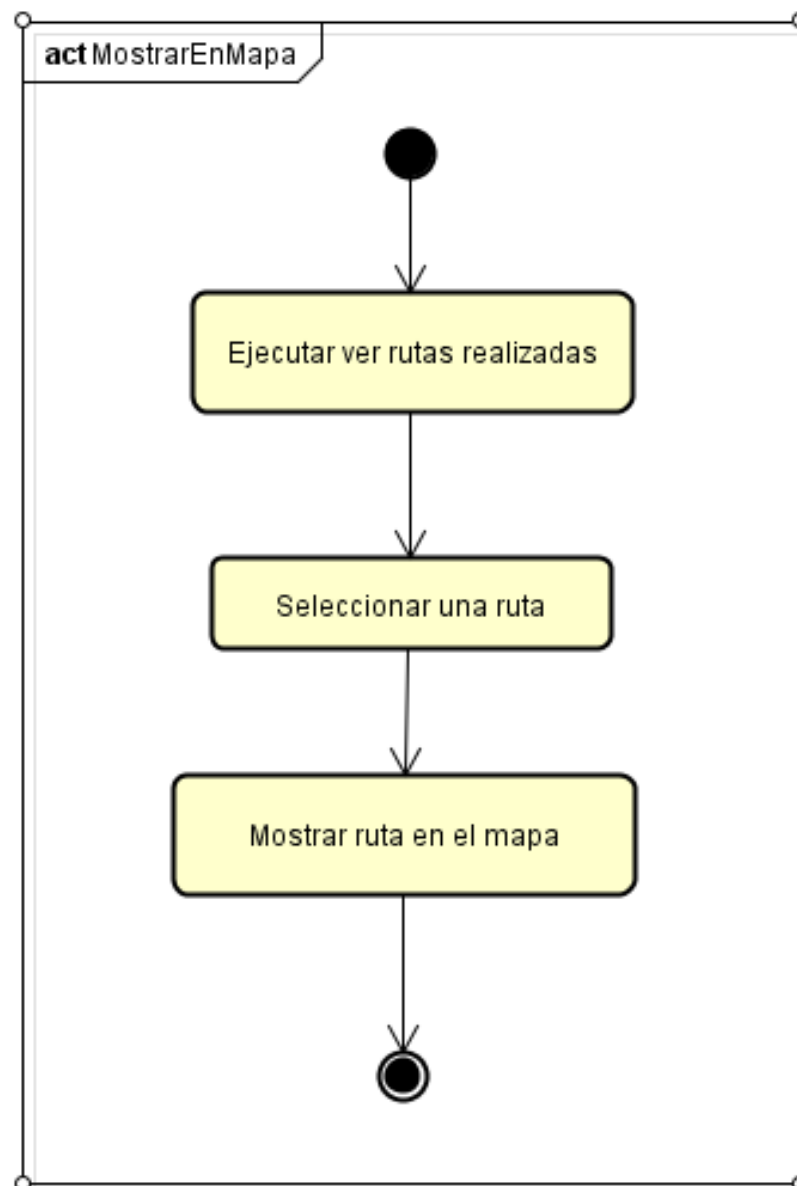 act MostrarEnMapa
Ejecutar ver rutas realizadas
Seleccionar una ruta
Mostrar ruta en el mapa